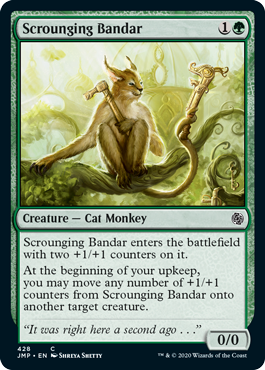 Scrounging Bandar 1
Creature — Cat Monkey
Scrounging Bandar enters the battlefield
with two +1/+1 counters on it.
At the beginning of your upkeep,
you may move any number of +1/+1
counters from Scrounging Bandar onto
another target creature.
"It was right here a second ago . . ."
0/0
428 C
JMP • EN Shreya Shetty
™ & © 2020 Wizards of the Coast